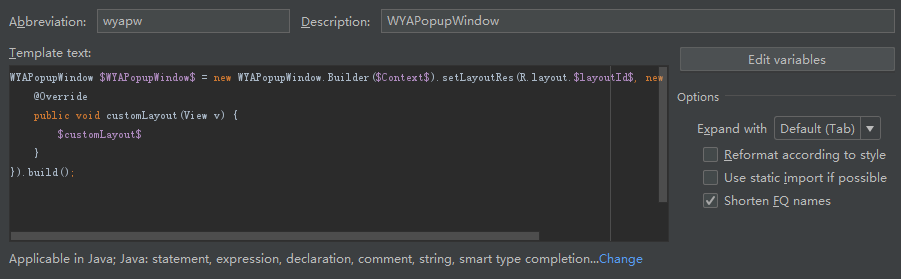 Abbreviation: wyapw Description: WYAPopupWindow
Template text:
WYAPopupWindow $WYAPopupWindow$ = new WYAPopupWindow.Builder($Context$).setLayoutRes(R.layout.$layoutId$, new
@Override
public void customLayout(View v) {
$customLayout$
}
}).build();
Edit variables
Options
Expand with Default (Tab)
Reformat according to style
Use static import if possible
Shorten FQ names
Applicable in Java; Java: statement, expression, declaration, comment, string, smart type completion...Change